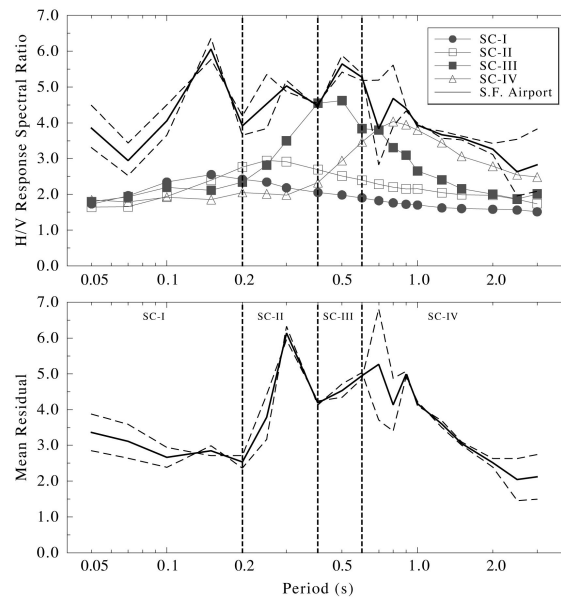 H/V Response Spectral Ratio
7.0
6.0
5.0
4.0
3.0
2.0
1.0
0.0
SC-I
SC-II
SC-III
SC-IV
S.F. Airport
0.05 0.1 0.2 0.5 1.0 2.0
Mean Residual
7.0
6.0
5.0
4.0
3.0
2.0
1.0
0.0
SC-I SC-II SC-III SC-IV
0.05 0.1 0.2 0.5 1.0 2.0
Period (s)